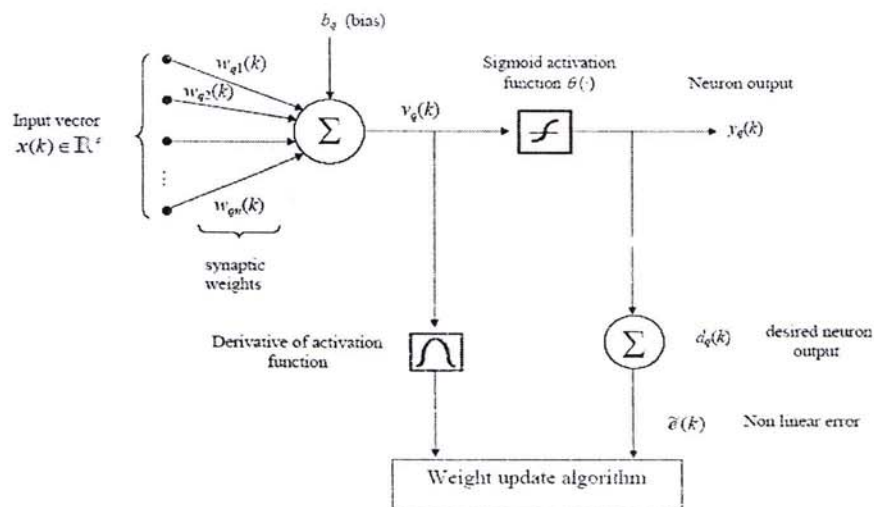 b_q (bias)
w_q1(k)
w_q2(k)
Sigmoid activation
function θ(·)
Neuron output
Input vector
x(k) ∈ ℝ
Σ
v_q(k)
y_q(k)
⋮
w_qn(k)
synaptic
weights
Derivative of activation
function
Σ
d_q(k)
desired neuron
output
ẽ(k)
Non linear error
Weight update algorithm